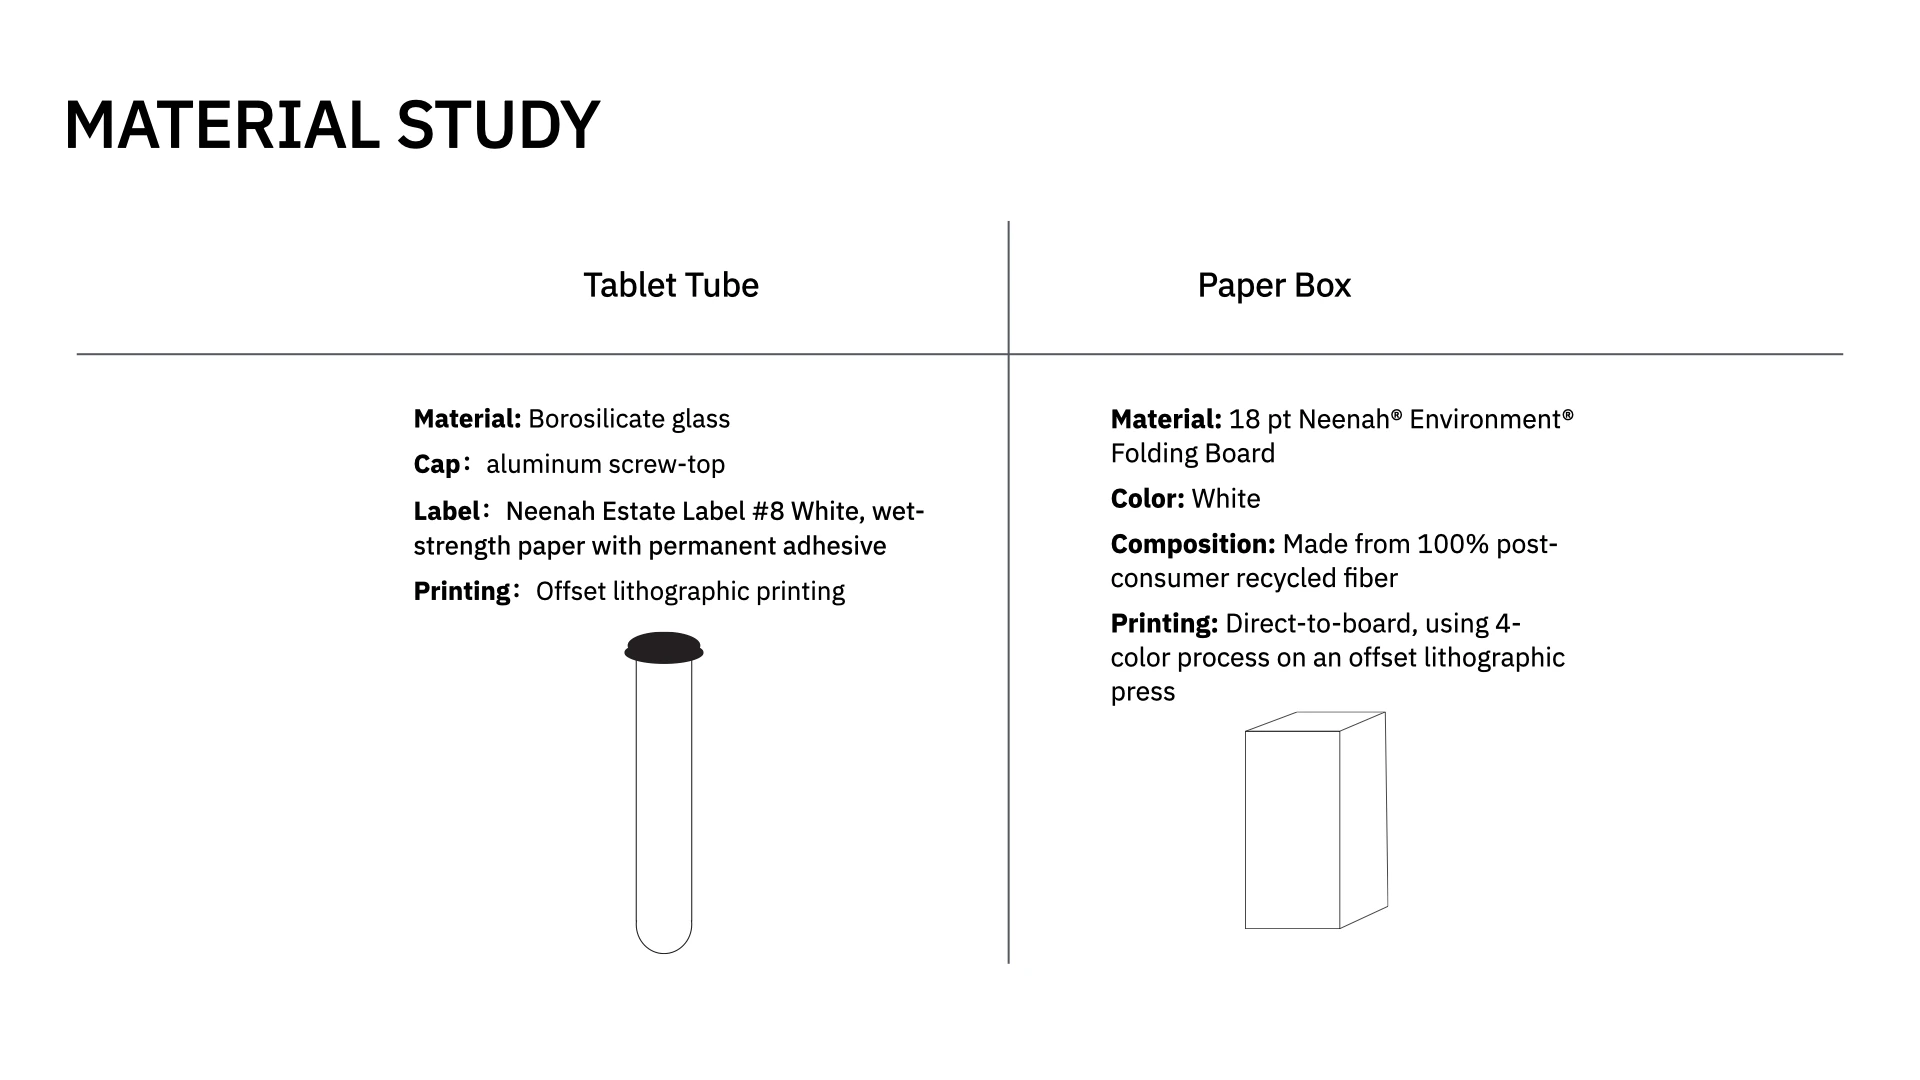 MATERIAL STUDY
Tablet Tube
Material: Borosilicate glass
Cap： aluminum screw-top
Label： Neenah Estate Label #8 White, wet-
strength paper with permanent adhesive
Printing： Offset lithographic printing
Paper Box
Material: 18 pt Neenah® Environment®
Folding Board
Color: White
Composition: Made from 100% post-
consumer recycled fiber
Printing: Direct-to-board, using 4-
color process on an offset lithographic
press